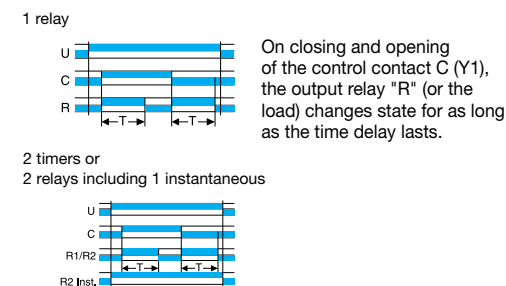 1 relay
U
C
R
T T
On closing and opening
of the control contact C (Y1),
the output relay "R" (or the
load) changes state for as long
as the time delay lasts.
2 timers or
2 relays including 1 instantaneous
U
C
R1/R2
T T
R2 Inst.